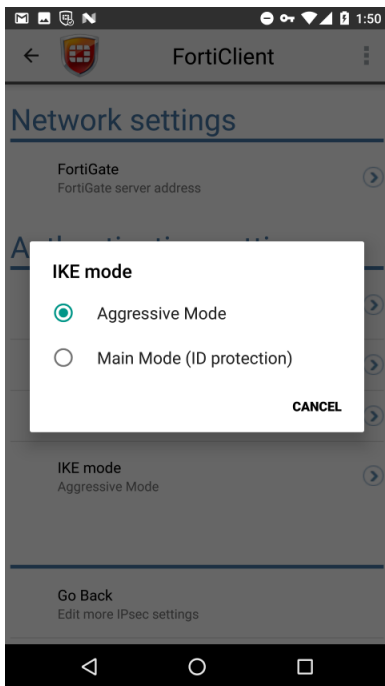 1:50
FortiClient
Network settings
FortiGate
FortiGate server address
IKE mode
Aggressive Mode
Main Mode (ID protection)
CANCEL
IKE mode
Aggressive Mode
Go Back
Edit more IPsec settings